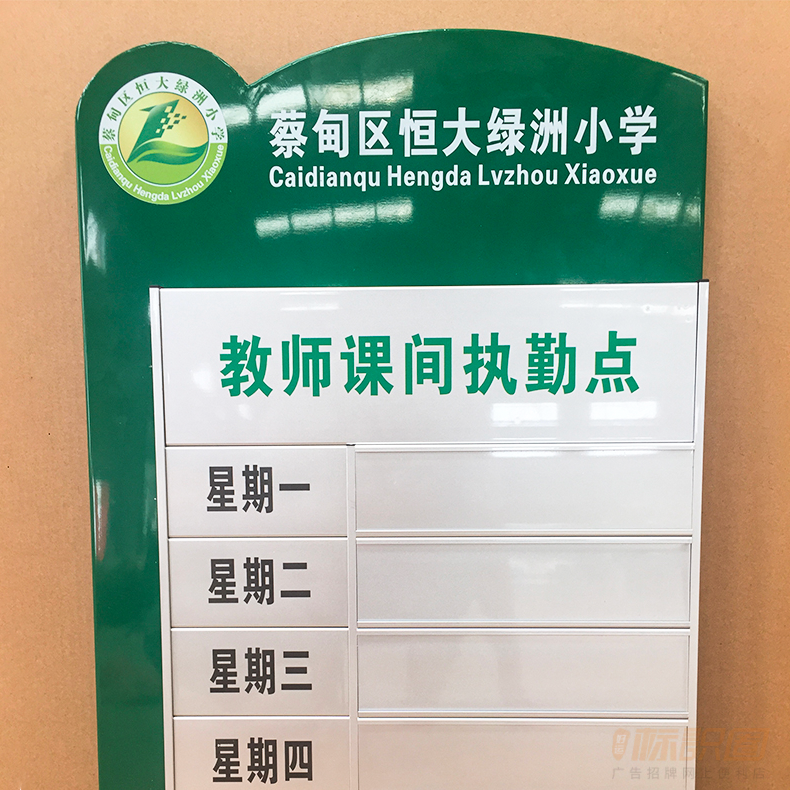 蔡甸区恒大绿洲小学
Caidianqu Hengda Lvzhou Xiaoxue
蔡甸区恒大绿洲小学
Caidianqu Hengda Lvzhou Xiaoxue
教师课间执勤点
星期一
星期二
星期三
星期四